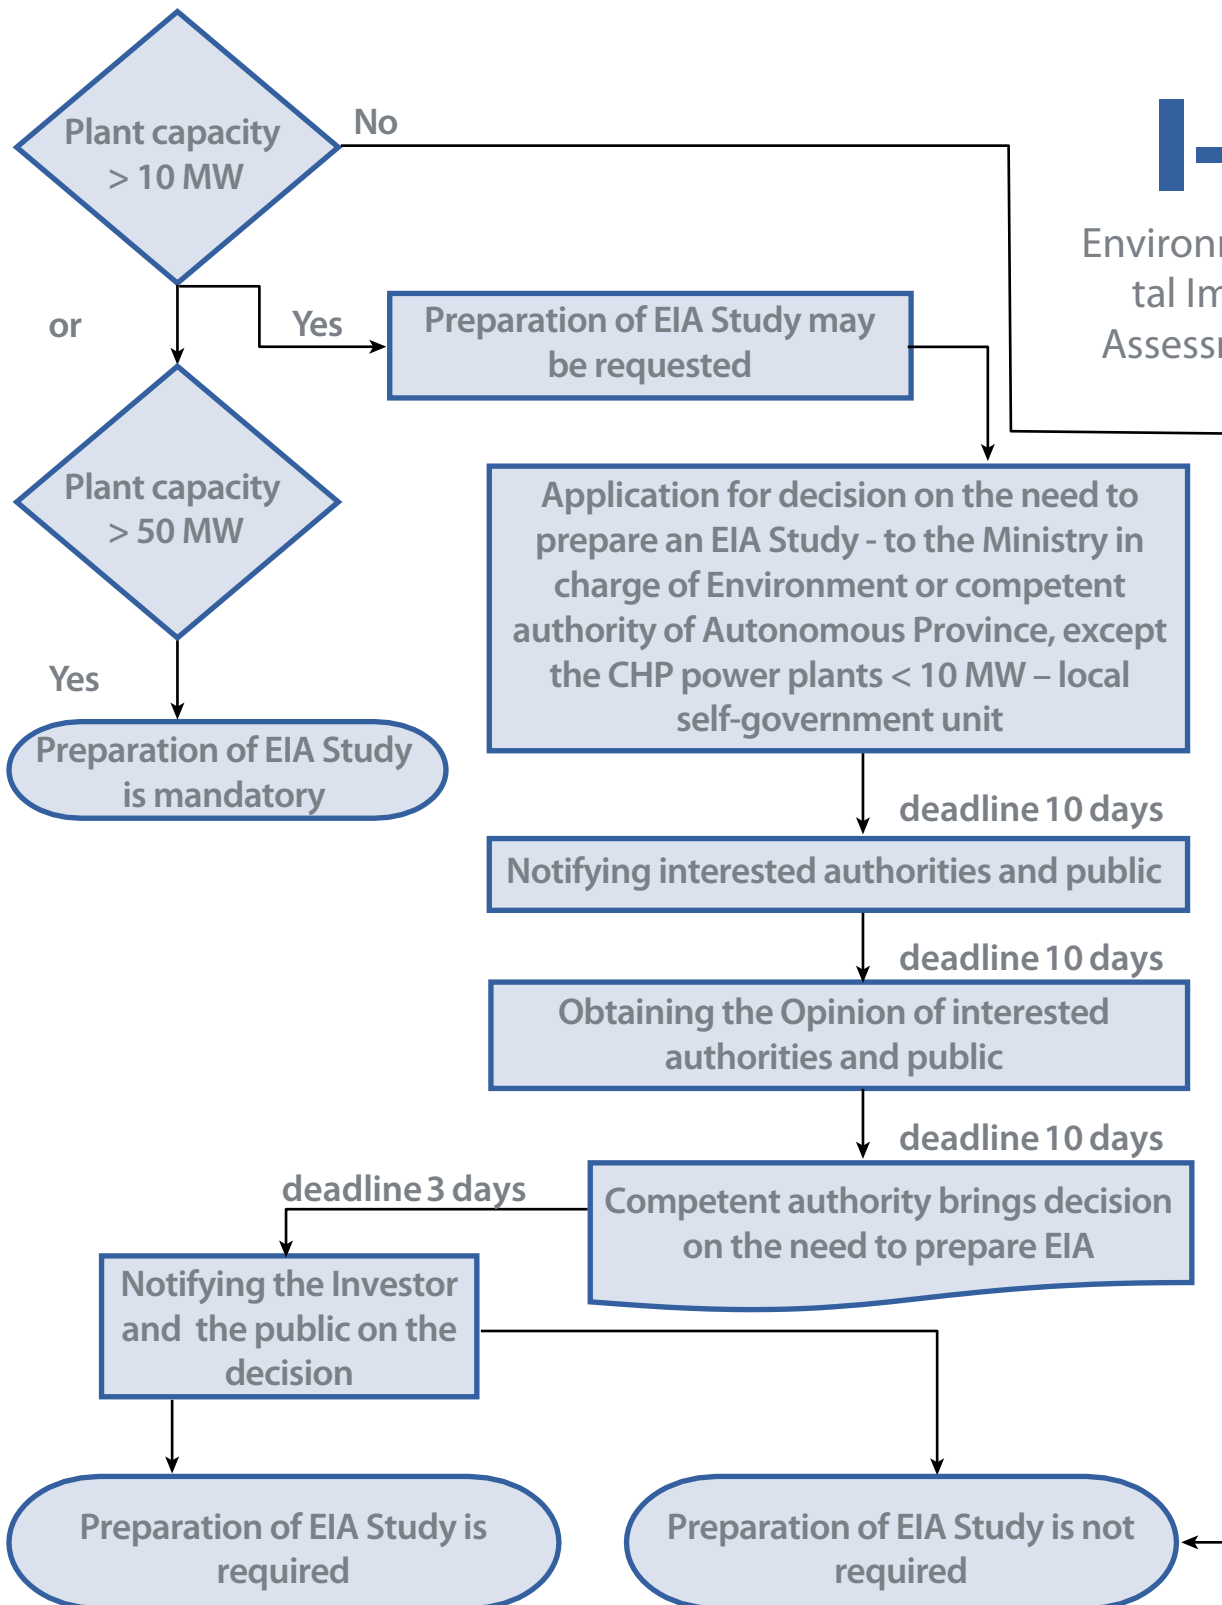 Plant capacity
> 10 MW
No
I-
Environ
tal Im
Assess
or
Yes
Preparation of EIA Study may
be requested
Plant capacity
> 50 MW
Application for decision on the need to
prepare an EIA Study - to the Ministry in
charge of Environment or competent
authority of Autonomous Province, except
the CHP power plants < 10 MW – local
self-government unit
Yes
Preparation of EIA Study
is mandatory
deadline 10 days
Notifying interested authorities and public
deadline 10 days
Obtaining the Opinion of interested
authorities and public
deadline 10 days
deadline 3 days
Competent authority brings decision
on the need to prepare EIA
Notifying the Investor
and the public on the
decision
Preparation of EIA Study is
required
Preparation of EIA Study is not
required